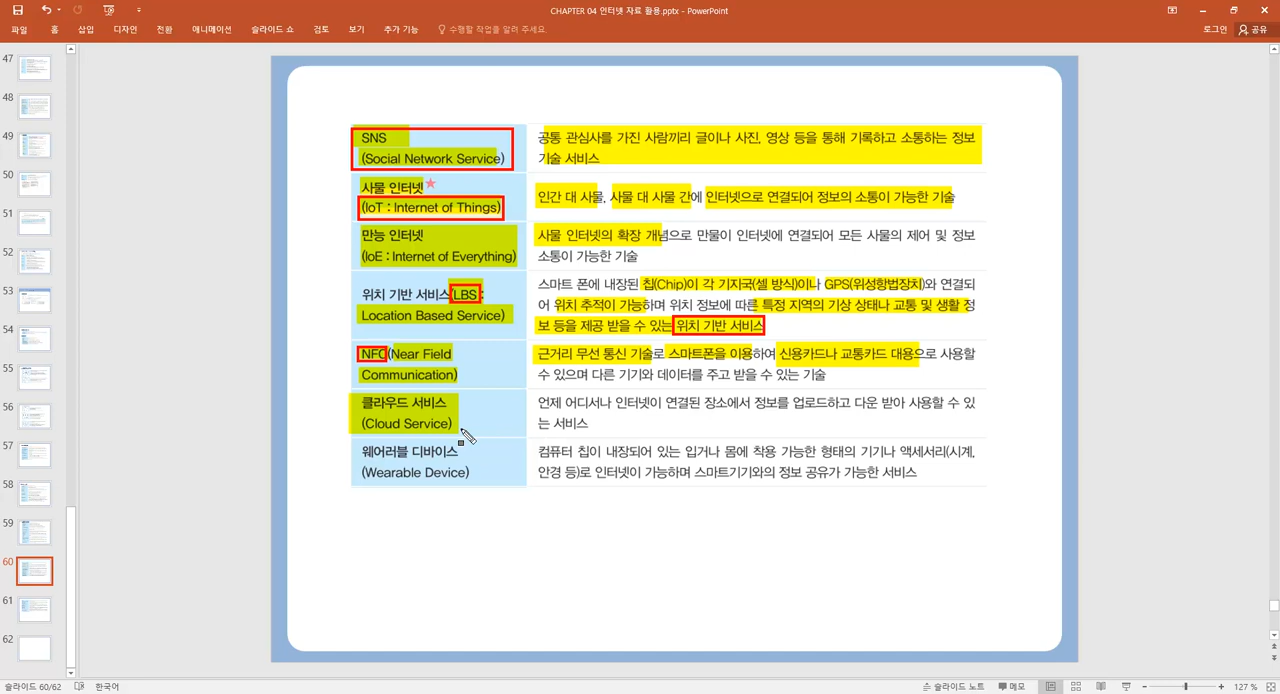 CHAPTER 04 인터넷 자료 활용.pptx - PowerPoint
파일 홈 삽입 디자인 전환 애니메이션 슬라이드 쇼 검토 보기 추가 기능 수행할 작업을 알려 주세요. 로그인 공유
47
48
49
50
51
52
53
54
55
56
57
58
59
60
61
62
SNS
(Social Network Service)
공통 관심사를 가진 사람끼리 글이나 사진, 영상 등을 통해 기록하고 소통하는 정보
기술 서비스
사물 인터넷★
(IoT : Internet of Things)
인간 대 사물, 사물 대 사물 간에 인터넷으로 연결되어 정보의 소통이 가능한 기술
만능 인터넷
(IoE : Internet of Everything)
사물 인터넷의 확장 개념으로 만물이 인터넷에 연결되어 모든 사물의 제어 및 정보
소통이 가능한 기술
위치 기반 서비스(LBS :
Location Based Service)
스마트 폰에 내장된 칩(Chip)이 각 기지국(셀 방식)이나 GPS(위성항법장치)와 연결되
어 위치 추적이 가능하며 위치 정보에 따른 특정 지역의 기상 상태나 교통 및 생활 정
보 등을 제공 받을 수 있는 위치 기반 서비스
NFC(Near Field
Communication)
근거리 무선 통신 기술로 스마트폰을 이용하여 신용카드나 교통카드 대용으로 사용할
수 있으며 다른 기기와 데이터를 주고 받을 수 있는 기술
클라우드 서비스
(Cloud Service)
언제 어디서나 인터넷이 연결된 장소에서 정보를 업로드하고 다운 받아 사용할 수 있
는 서비스
웨어러블 디바이스
(Wearable Device)
컴퓨터 칩이 내장되어 있는 입거나 몸에 착용 가능한 형태의 기기나 액세서리(시계,
안경 등)로 인터넷이 가능하며 스마트기기와의 정보 공유가 가능한 서비스
슬라이드 60/62 한국어 슬라이드 노트 메모 127 %